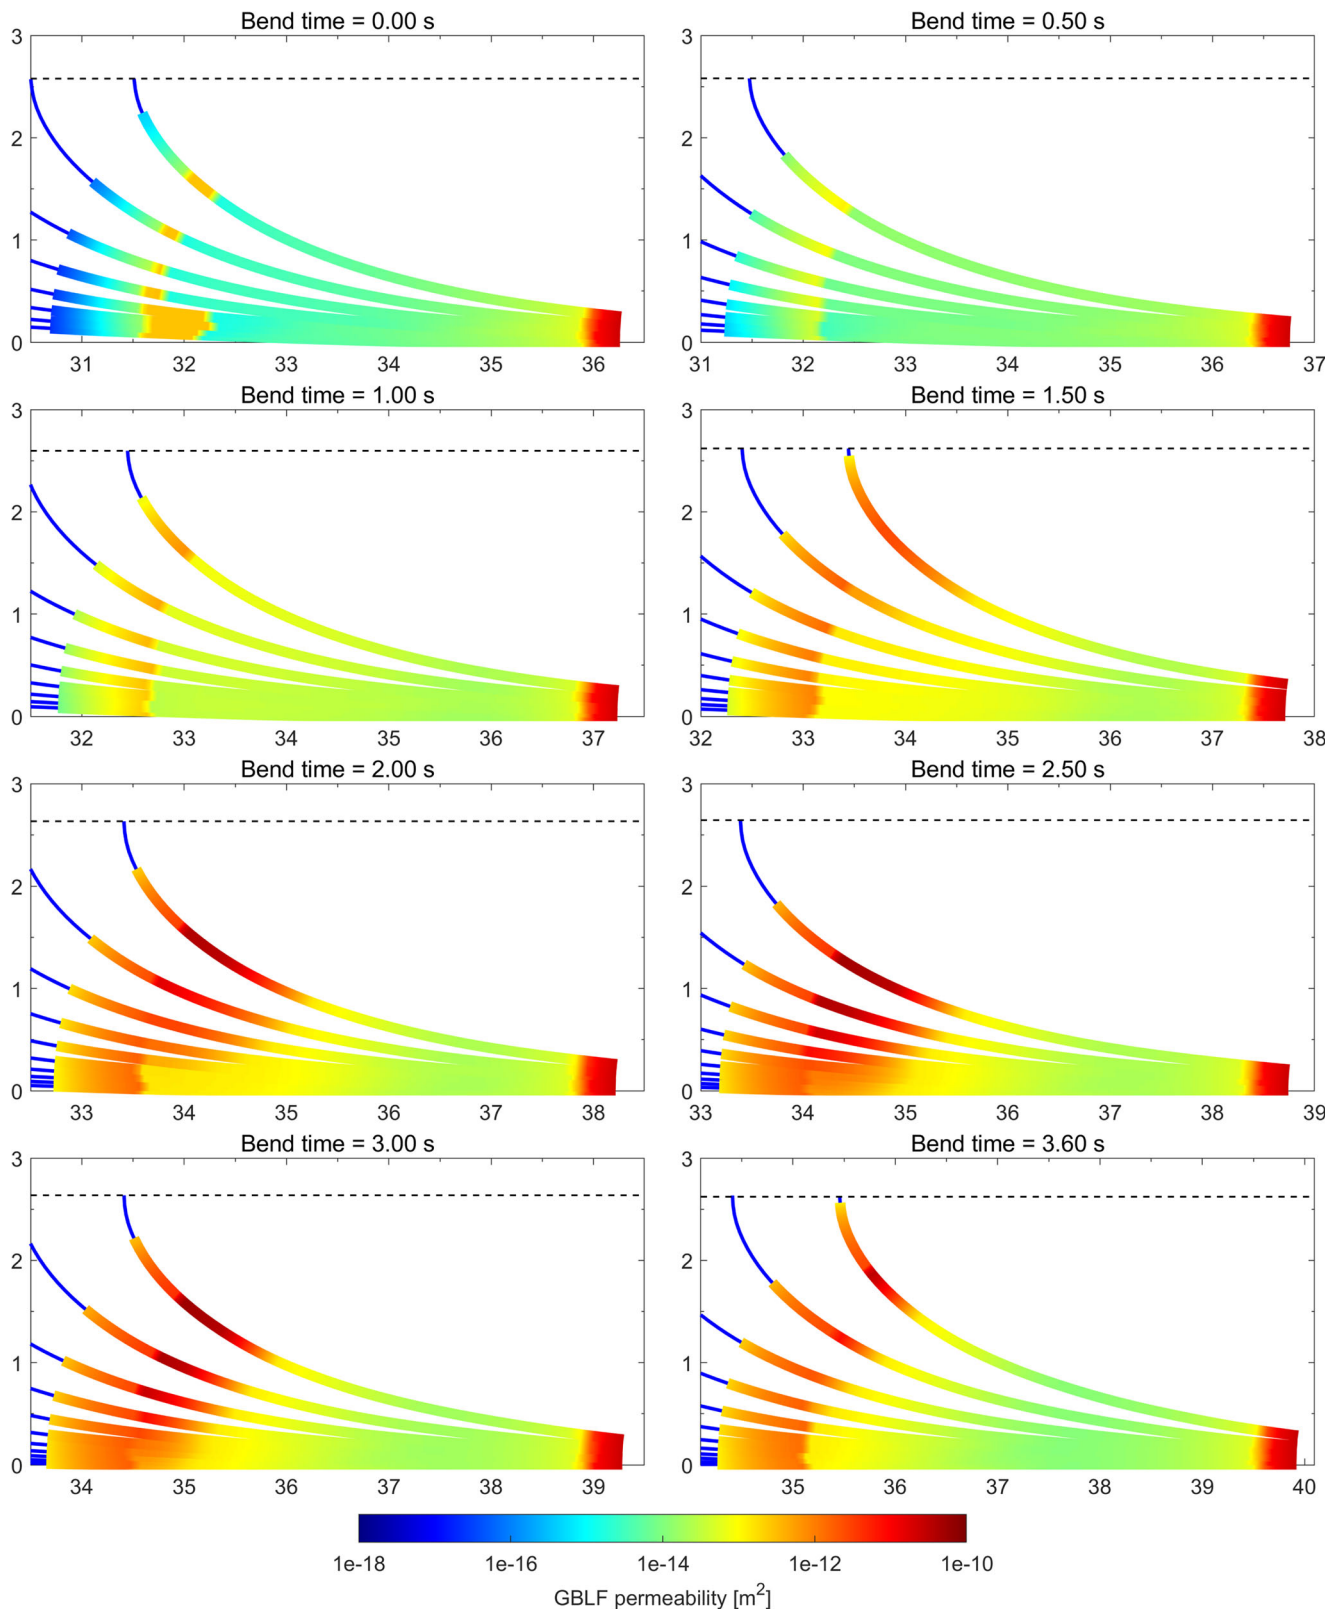 Bend time = 0.00 s
3
2
1
0
31 32 33 34 35 36
Bend time = 0.50 s
3
2
1
0
31 32 33 34 35 36 37
Bend time = 1.00 s
3
2
1
0
32 33 34 35 36 37
Bend time = 1.50 s
3
2
1
0
32 33 34 35 36 37 38
Bend time = 2.00 s
3
2
1
0
33 34 35 36 37 38
Bend time = 2.50 s
3
2
1
0
33 34 35 36 37 38 39
Bend time = 3.00 s
3
2
1
0
34 35 36 37 38 39
Bend time = 3.60 s
3
2
1
0
35 36 37 38 39 40
1e-18 1e-16 1e-14 1e-12 1e-10
GBLF permeability [m²]